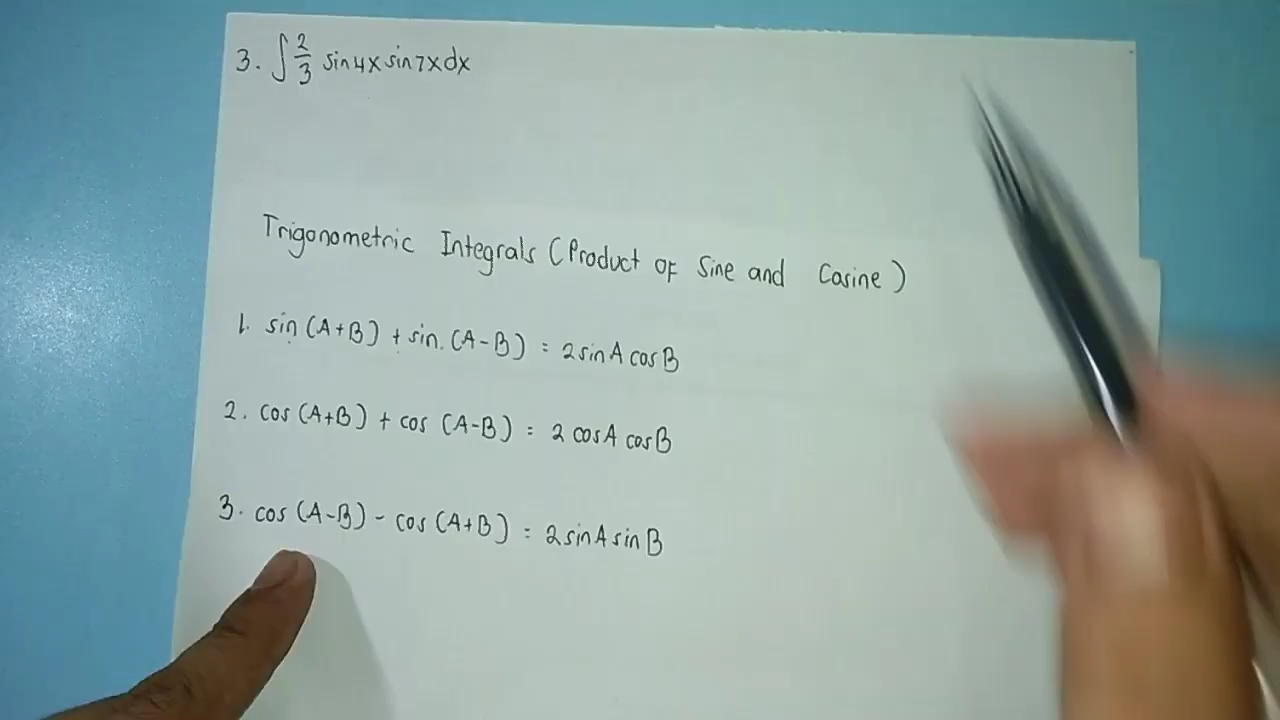 3. ∫ 2/3 sin4x sin7x dx
Trigonometric Integrals (Product of Sine and Cosine)
1. sin (A+B) + sin. (A-B) = 2sinA cosB
2. cos (A+B) + cos (A-B) = 2 cosA cosB
3. cos (A-B) - cos (A+B) = 2sinA sin B